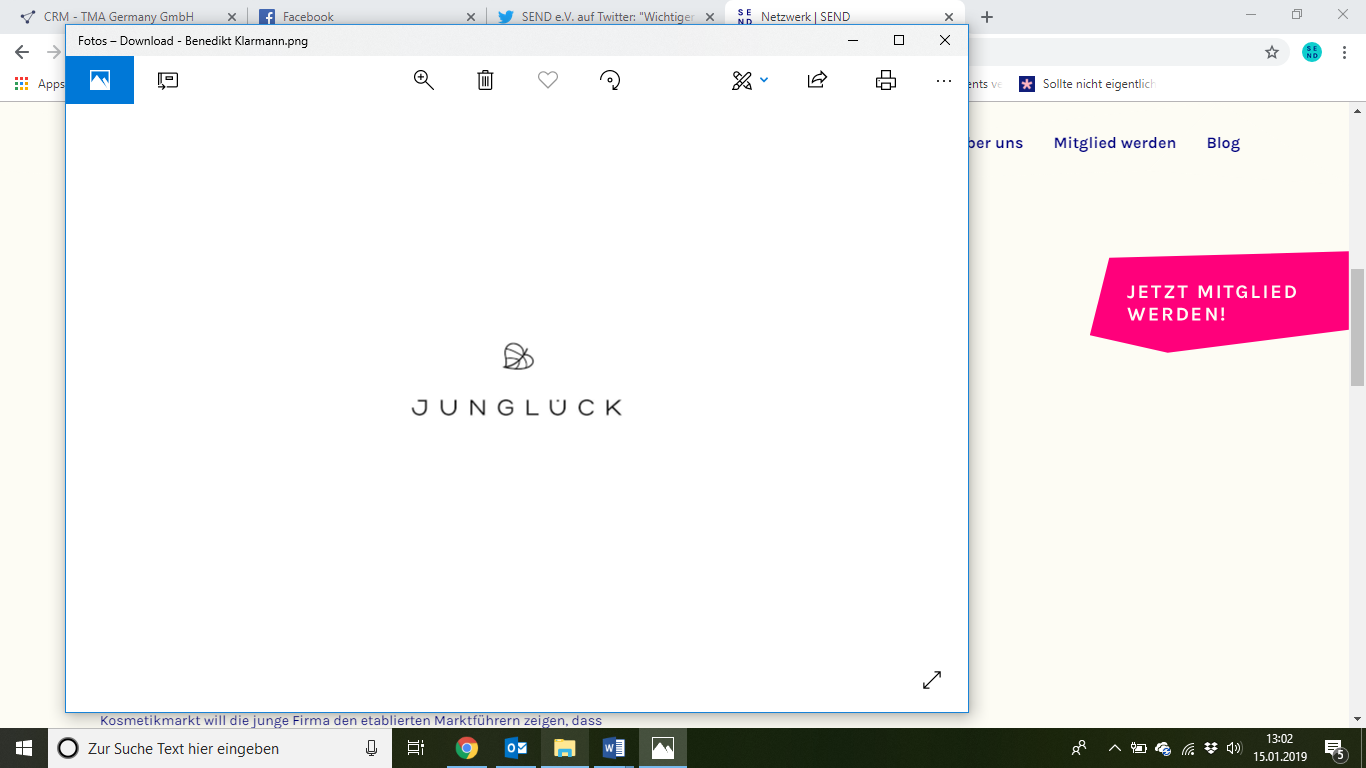 CRM - TMA Germany GmbH
Facebook
SEND e.V. auf Twitter: "Wichtiger
S E
N D
Netzwerk | SEND
Fotos – Download - Benedikt Klarmann.png
S E
N D
Apps
ents ve
Sollte nicht eigentlich
ber uns
Mitglied werden
Blog
JETZT MITGLIED
WERDEN!
JUNGLÜCK
Kosmetikmarkt will die junge Firma den etablierten Marktführern zeigen, dass
Zur Suche Text hier eingeben
13:02
15.01.2019
5